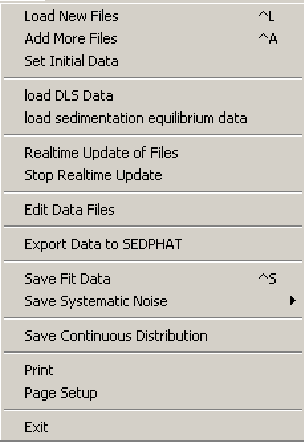 Load New Files ^L
Add More Files ^A
Set Initial Data
load DLS Data
load sedimentation equilibrium data
Realtime Update of Files
Stop Realtime Update
Edit Data Files
Export Data to SEDPHAT
Save Fit Data ^S
Save Systematic Noise
Save Continuous Distribution
Print
Page Setup
Exit